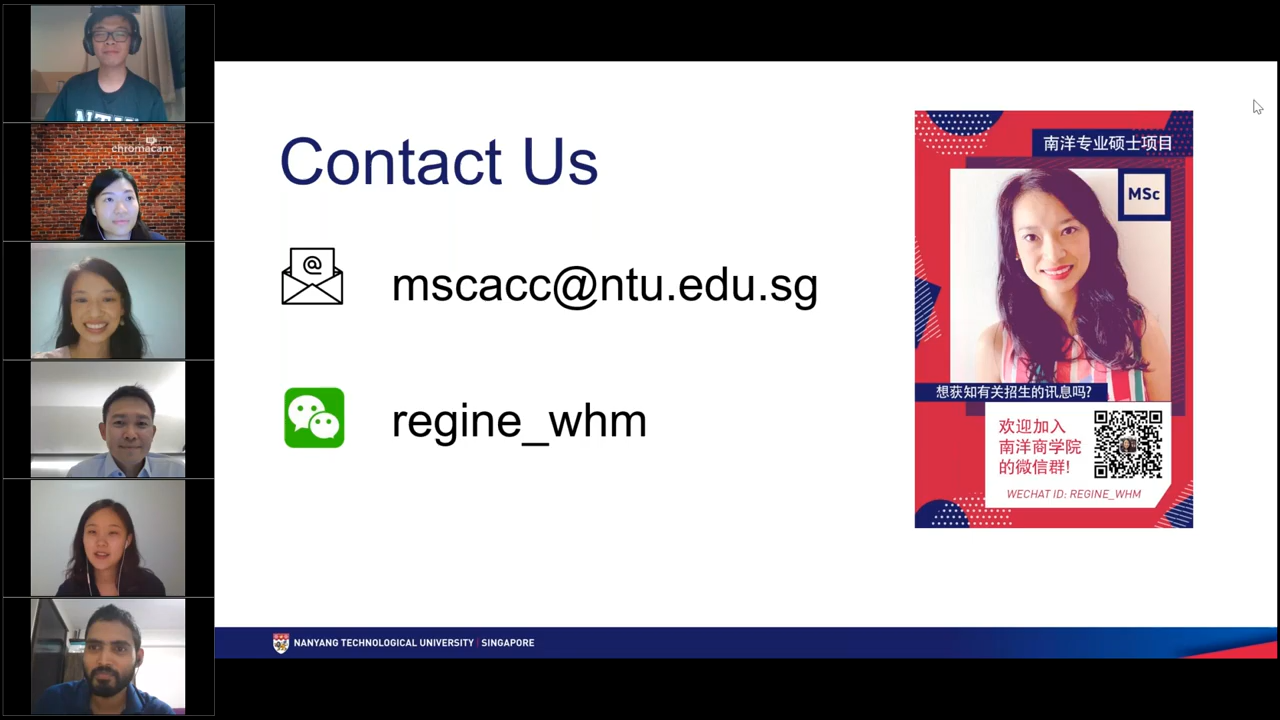 chromacam
Contact Us
mscacc@ntu.edu.sg
regine_whm
南洋专业硕士项目
MSc
想获知有关招生的讯息吗?
欢迎加入
南洋商学院
的微信群!
WECHAT ID: REGINE_WHM
NANYANG TECHNOLOGICAL UNIVERSITY | SINGAPORE